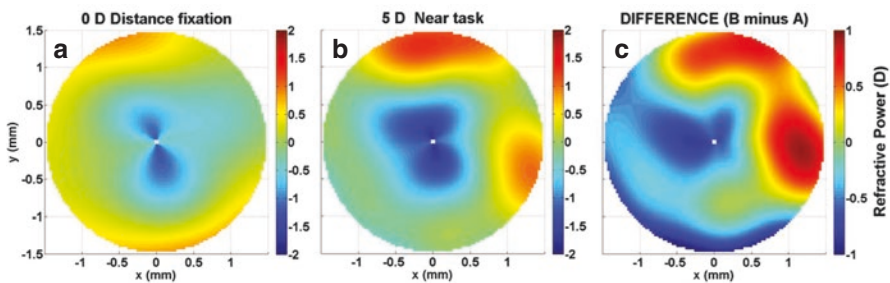 0 D Distance fixation
5 D Near task
DIFFERENCE (B minus A)
a
b
c
y (mm)
1.5
1
0.5
0
-0.5
-1
-1.5
-1 -0.5 0 0.5 1
x (mm)
2
1.5
1
0.5
0
-0.5
-1
-1.5
-2
-1 -0.5 0 0.5 1
x (mm)
2
1.5
1
0.5
0
-0.5
-1
-1.5
-2
-1 -0.5 0 0.5 1
x (mm)
1
0.5
0
-0.5
-1
Refractive Power (D)